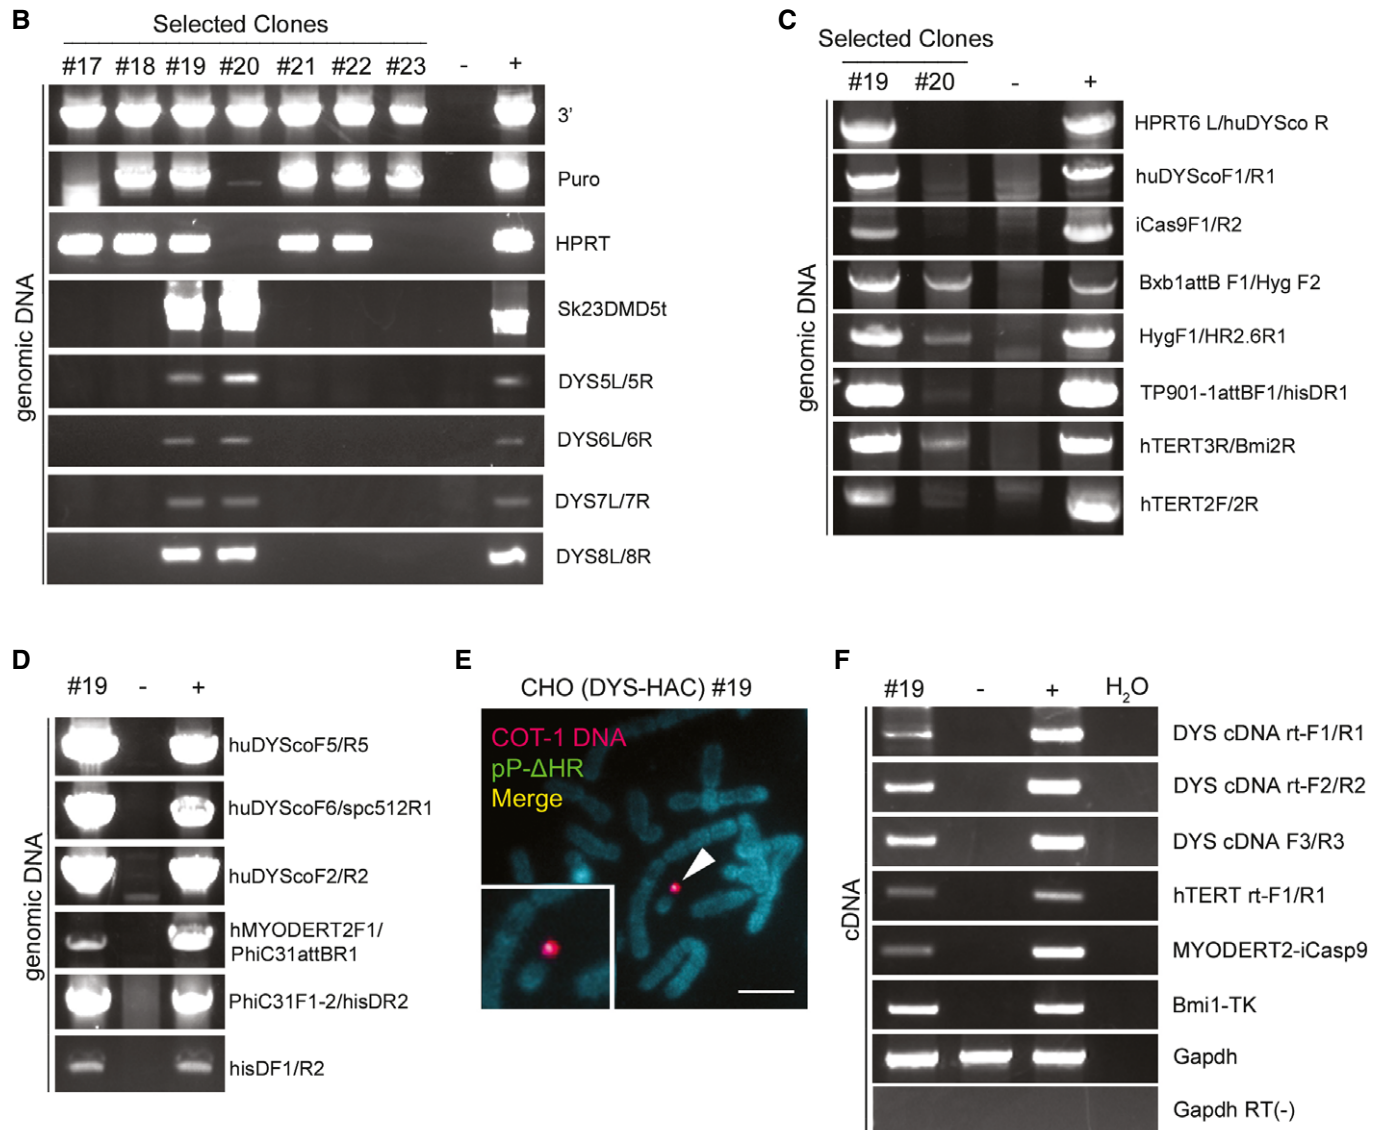 B
Selected Clones
#17 #18 #19 #20 #21 #22 #23 - +
genomic DNA
3'
Puro
HPRT
Sk23DMD5t
DYS5L/5R
DYS6L/6R
DYS7L/7R
DYS8L/8R
C
Selected Clones
#19 #20 - +
genomic DNA
HPRT6 L/huDYSco R
huDYScoF1/R1
iCas9F1/R2
Bxb1attB F1/Hyg F2
HygF1/HR2.6R1
TP901-1attBF1/hisDR1
hTERT3R/Bmi2R
hTERT2F/2R
D
#19 - +
genomic DNA
huDYScoF5/R5
huDYScoF6/spc512R1
huDYScoF2/R2
hMYODERT2F1/
PhiC31attBR1
PhiC31F1-2/hisDR2
hisDF1/R2
E
CHO (DYS-HAC) #19
COT-1 DNA
pP-ΔHR
Merge
F
#19 - + H₂O
cDNA
DYS cDNA rt-F1/R1
DYS cDNA rt-F2/R2
DYS cDNA F3/R3
hTERT rt-F1/R1
MYODERT2-iCasp9
Bmi1-TK
Gapdh
Gapdh RT(-)